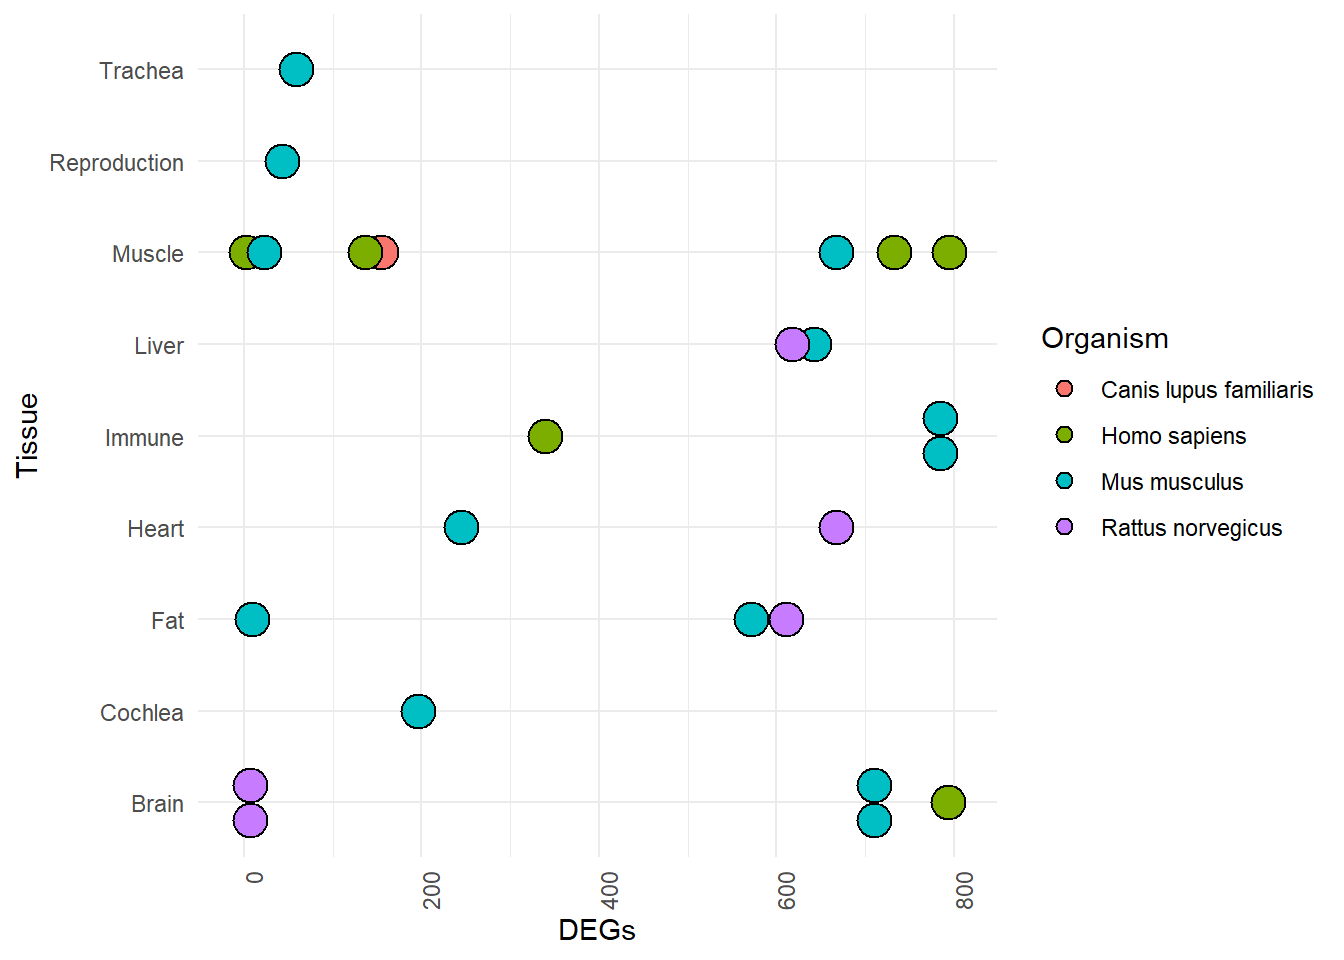 Trachea
Reproduction
Muscle
Liver
Immune
Heart
Fat
Cochlea
Brain
Tissue
0
200
400
600
800
DEGs
Organism
Canis lupus familiaris
Homo sapiens
Mus musculus
Rattus norvegicus